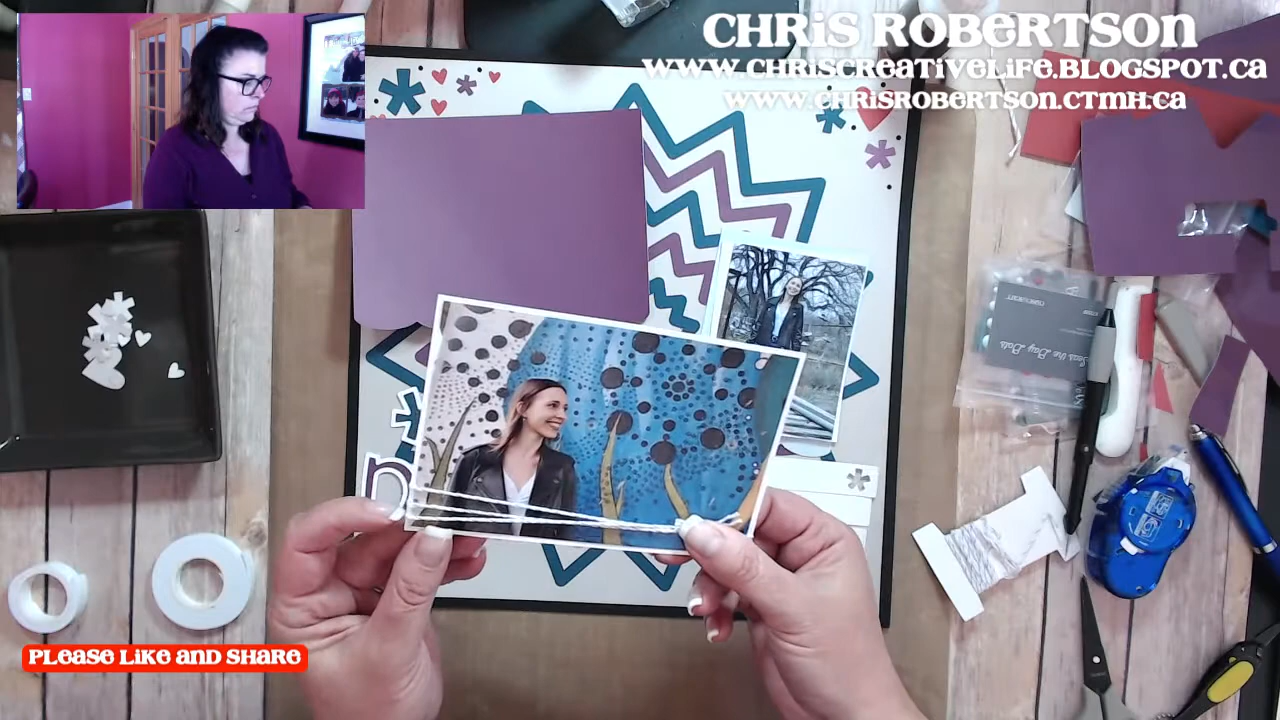 CHRIS ROBERTSON
WWW.CHRISCREATIVELIFE.BLOGSPOT.CA
WWW.CHRISROBERTSON.CTMH.CA
PLEASE LIKE AND SHARE